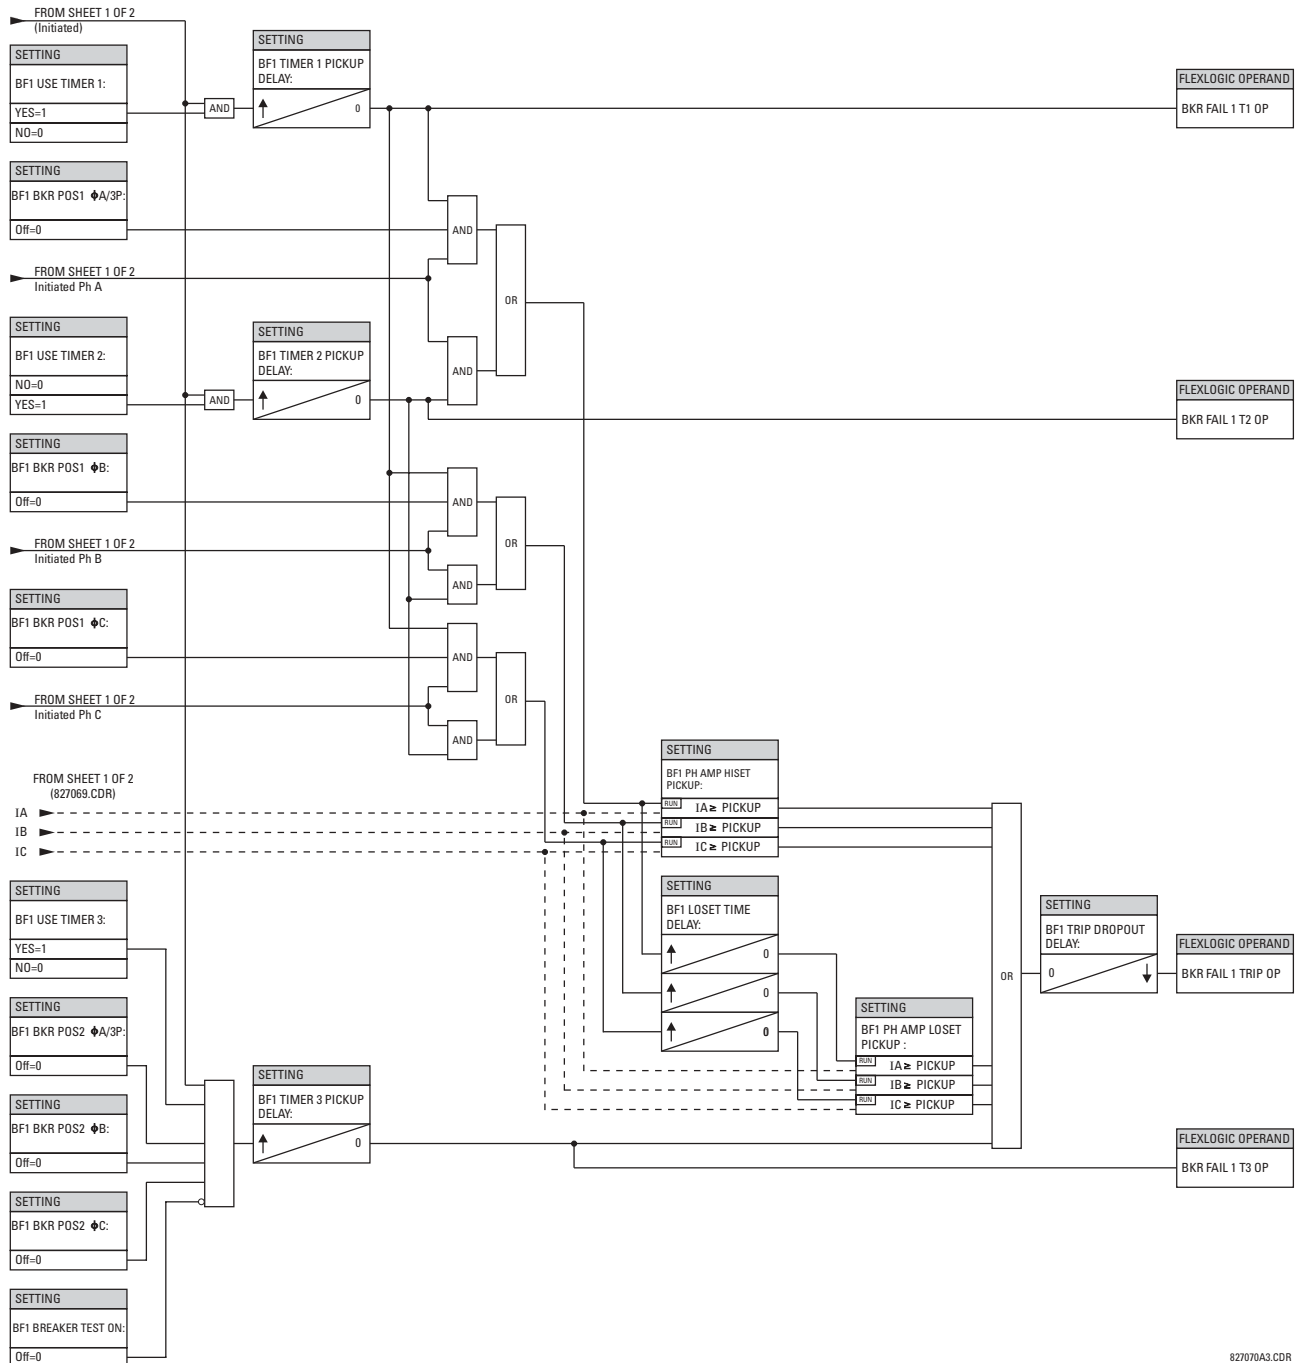 FROM SHEET 1 OF 2
(Initiated)
SETTING
BF1 USE TIMER 1:
YES=1
NO=0
AND
SETTING
BF1 TIMER 1 PICKUP
DELAY:
0
FLEXLOGIC OPERAND
BKR FAIL 1 T1 OP
SETTING
BF1 BKR POS1 ϕA/3P:
Off=0
AND
FROM SHEET 1 OF 2
Initiated Ph A
OR
SETTING
BF1 USE TIMER 2:
NO=0
YES=1
AND
SETTING
BF1 TIMER 2 PICKUP
DELAY:
0
AND
FLEXLOGIC OPERAND
BKR FAIL 1 T2 OP
SETTING
BF1 BKR POS1 ϕB:
Off=0
AND
OR
FROM SHEET 1 OF 2
Initiated Ph B
AND
SETTING
BF1 BKR POS1 ϕC:
Off=0
AND
OR
FROM SHEET 1 OF 2
Initiated Ph C
AND
FROM SHEET 1 OF 2
(827069.CDR)
IA
IB
IC
SETTING
BF1 PH AMP HISET
PICKUP:
RUN IA ≥ PICKUP
RUN IB ≥ PICKUP
RUN IC ≥ PICKUP
SETTING
BF1 LOSET TIME
DELAY:
0
0
0
SETTING
BF1 PH AMP LOSET
PICKUP :
RUN IA ≥ PICKUP
RUN IB ≥ PICKUP
RUN IC ≥ PICKUP
OR
SETTING
BF1 TRIP DROPOUT
DELAY:
0
FLEXLOGIC OPERAND
BKR FAIL 1 TRIP OP
SETTING
BF1 USE TIMER 3:
YES=1
NO=0
SETTING
BF1 BKR POS2 ϕA/3P:
Off=0
SETTING
BF1 BKR POS2 ϕB:
Off=0
SETTING
BF1 TIMER 3 PICKUP
DELAY:
0
FLEXLOGIC OPERAND
BKR FAIL 1 T3 OP
SETTING
BF1 BKR POS2 ϕC:
Off=0
SETTING
BF1 BREAKER TEST ON:
Off=0
827070A3.CDR